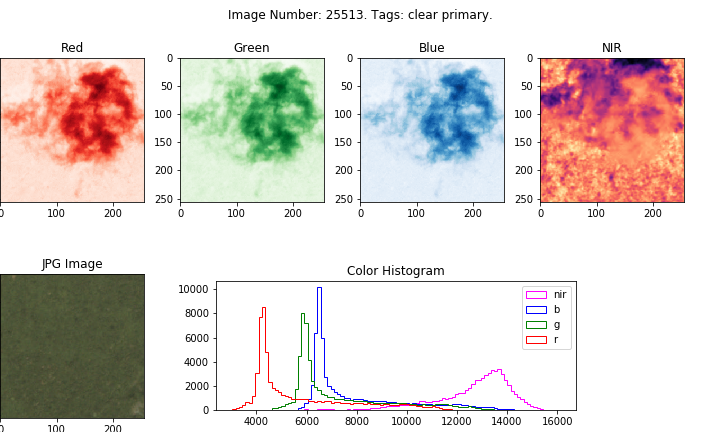 Image Number: 25513. Tags: clear primary.
Red
Green
Blue
NIR
0
50
100
150
200
250
0
50
100
150
200
250
0
50
100
150
200
250
0 100 200
0 100 200
0 100 200
0 100 200
JPG Image
Color Histogram
10000
8000
6000
4000
2000
0
nir
b
g
r
0 100 200
4000 6000 8000 10000 12000 14000 16000